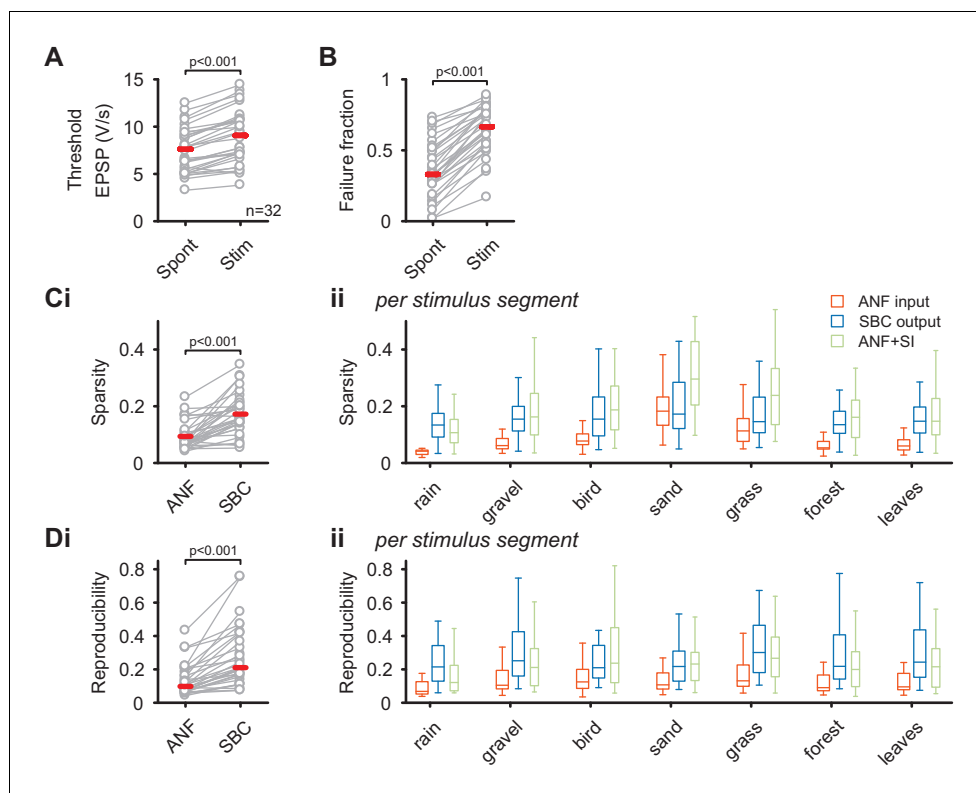 A
p<0.001
Threshold
EPSP (V/s)
15
10
5
0
n=32
Spont
Stim
B
p<0.001
Failure fraction
1
0.5
0
Spont
Stim
Ci
p<0.001
Sparsity
0.4
0.2
0
ANF
SBC
ii per stimulus segment
ANF input
SBC output
ANF+SI
Sparsity
0.4
0.2
0
rain
gravel
bird
sand
grass
forest
leaves
Di
p<0.001
Reproducibility
0.8
0.6
0.4
0.2
0
ANF
SBC
ii per stimulus segment
Reproducibility
0.8
0.6
0.4
0.2
0
rain
gravel
bird
sand
grass
forest
leaves